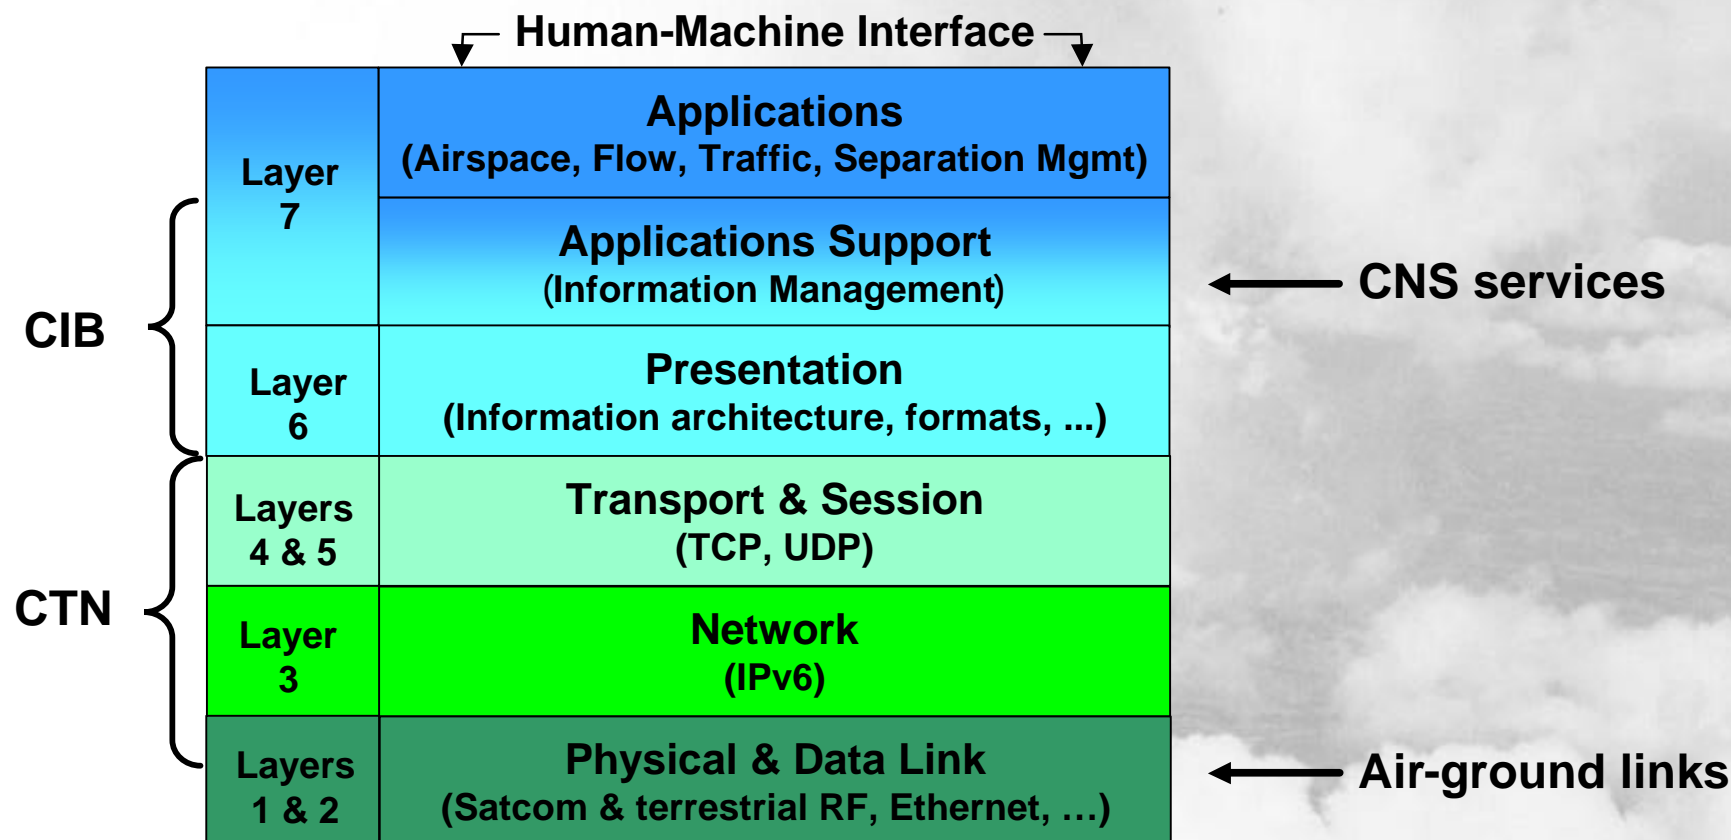 Human-Machine Interface
Layer
7
Applications
(Airspace, Flow, Traffic, Separation Mgmt)
Applications Support
(Information Management)
CNS services
CIB
Layer
6
Presentation
(Information architecture, formats, ...)
Layers
4 & 5
Transport & Session
(TCP, UDP)
CTN
Layer
3
Network
(IPv6)
Layers
1 & 2
Physical & Data Link
(Satcom & terrestrial RF, Ethernet, …)
Air-ground links